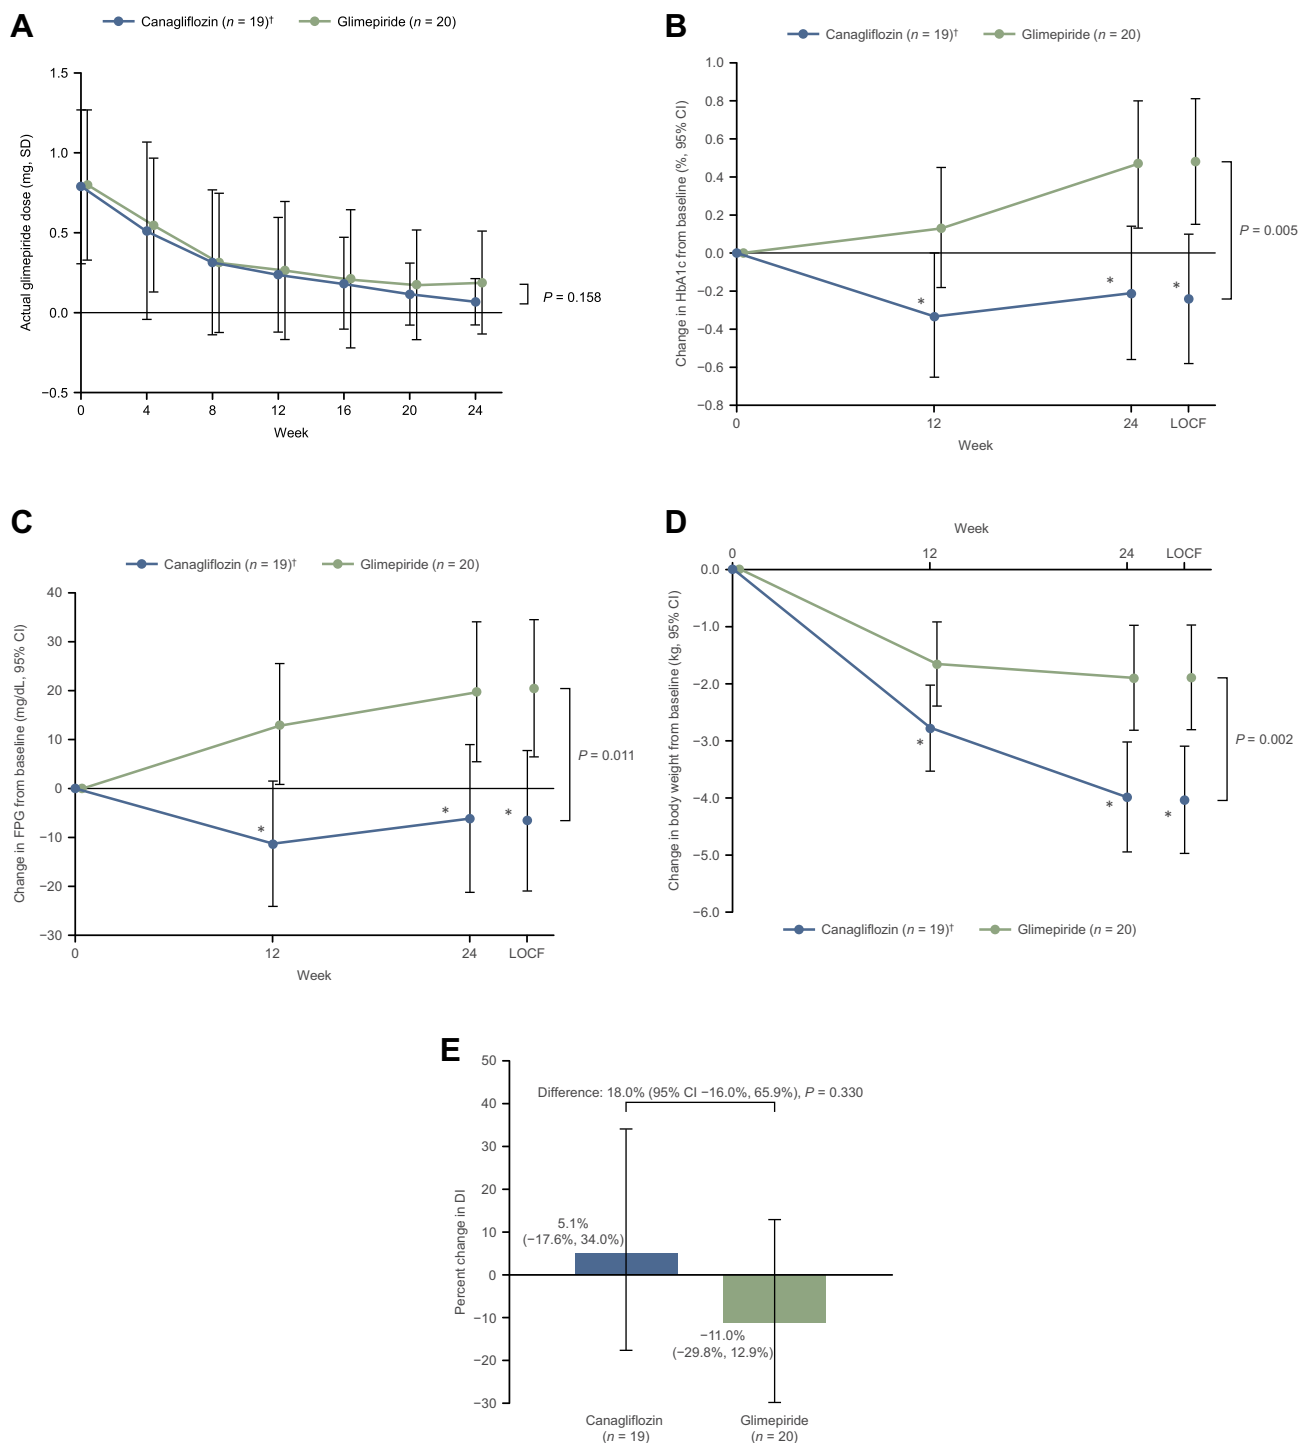 A
Canagliflozin (n = 19)† Glimepiride (n = 20)
Actual glimepiride dose (mg, SD)
1.5
1.0
0.5
0.0
−0.5
0 4 8 12 16 20 24
Week
P = 0.158
B
Canagliflozin (n = 19)† Glimepiride (n = 20)
Change in HbA1c from baseline (%, 95% CI)
1.0
0.8
0.6
0.4
0.2
0.0
−0.2
−0.4
−0.6
−0.8
* * *
0 12 24 LOCF
Week
P = 0.005
C
Canagliflozin (n = 19)† Glimepiride (n = 20)
Change in FPG from baseline (mg/dL, 95% CI)
40
30
20
10
0
−10
−20
−30
* * *
0 12 24 LOCF
Week
P = 0.011
D
Week
0 12 24 LOCF
Change in body weight from baseline (kg, 95% CI)
0.0
−1.0
−2.0
−3.0
−4.0
−5.0
−6.0
* * *
P = 0.002
Canagliflozin (n = 19)† Glimepiride (n = 20)
E
Percent change in DI
50
40
30
20
10
0
−10
−20
−30
Difference: 18.0% (95% CI −16.0%, 65.9%), P = 0.330
5.1%
(−17.6%, 34.0%)
−11.0%
(−29.8%, 12.9%)
Canagliflozin Glimepiride
(n = 19) (n = 20)